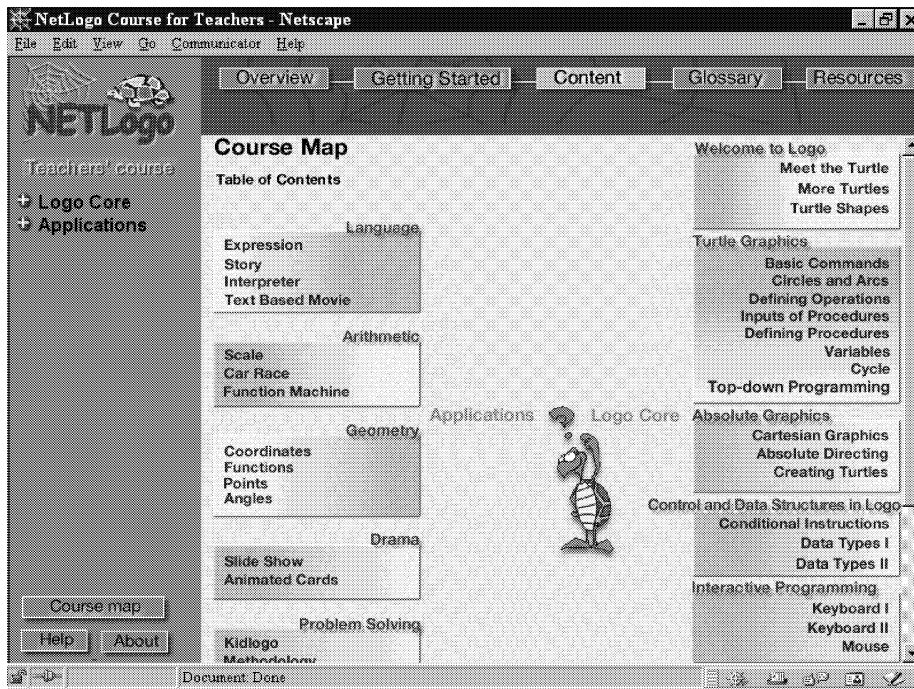 NetLogo Course for Teachers - Netscape
File Edit View Go Communicator Help
NETLogo
Teachers' course
Logo Core
Applications
Course map
Help About
Overview Getting Started Content Glossary Resources
Course Map
Table of Contents
Language
Expression
Story
Interpreter
Text Based Movie
Arithmetic
Scale
Car Race
Function Machine
Geometry
Coordinates
Functions
Points
Angles
Drama
Slide Show
Animated Cards
Problem Solving
Kidlogo
Methodology
Applications Logo Core
Welcome to Logo
Meet the Turtle
More Turtles
Turtle Shapes
Turtle Graphics
Basic Commands
Circles and Arcs
Defining Operations
Inputs of Procedures
Defining Procedures
Variables
Cycle
Top-down Programming
Absolute Graphics
Cartesian Graphics
Absolute Directing
Creating Turtles
Control and Data Structures in Logo
Conditional Instructions
Data Types I
Data Types II
Interactive Programming
Keyboard I
Keyboard II
Mouse
Document: Done